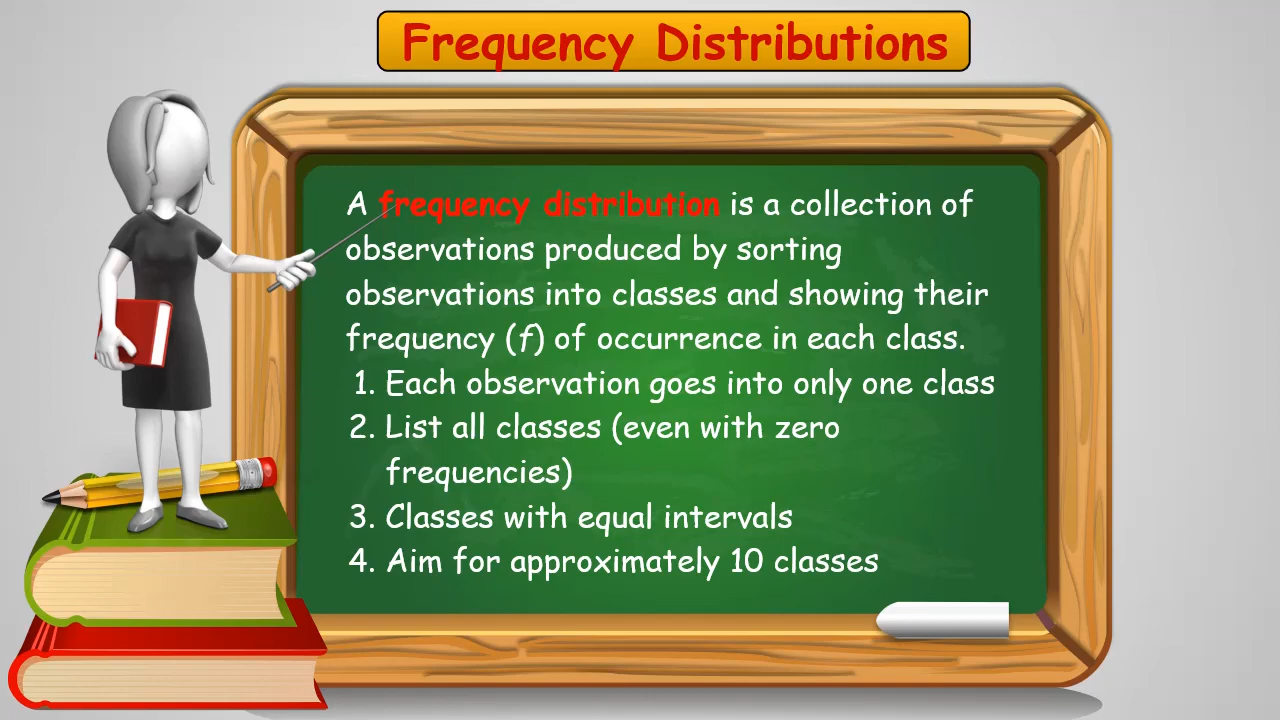 Frequency Distributions
A frequency distribution is a collection of
observations produced by sorting
observations into classes and showing their
frequency (f) of occurrence in each class.
1. Each observation goes into only one class
2. List all classes (even with zero
frequencies)
3. Classes with equal intervals
4. Aim for approximately 10 classes